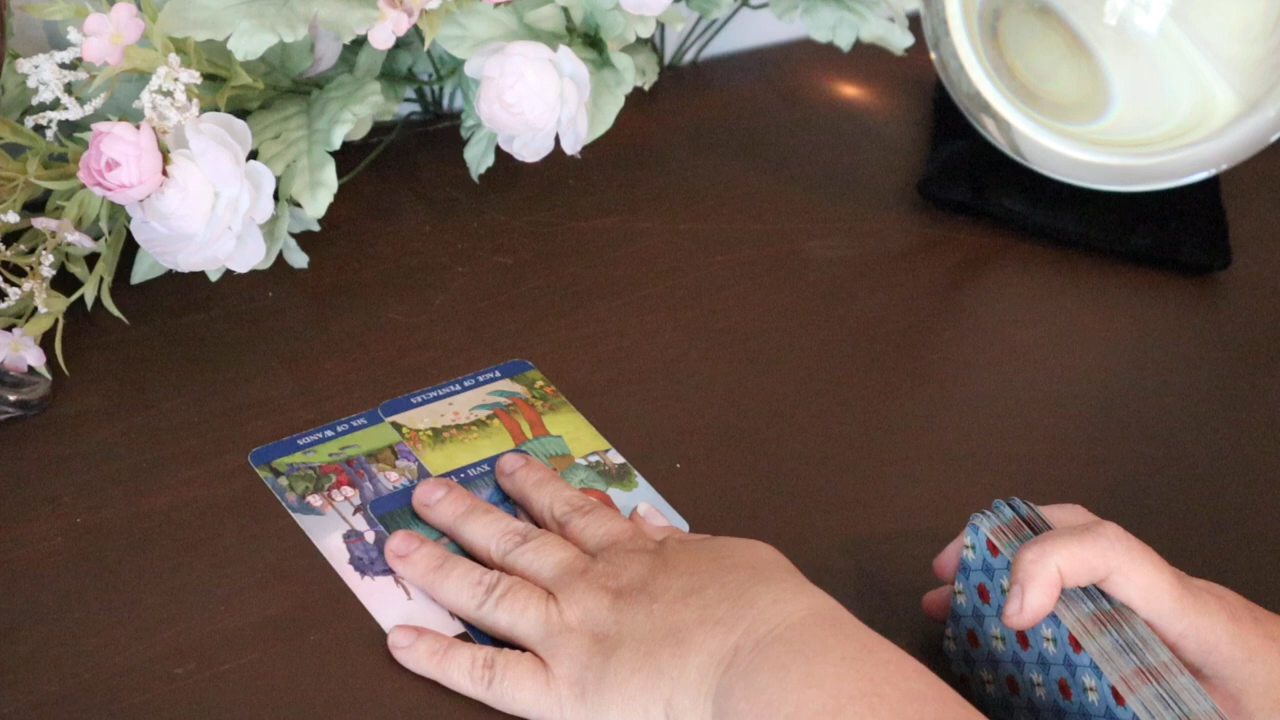 PAGE OF PENTACLES
SIX OF WANDS
XVII •